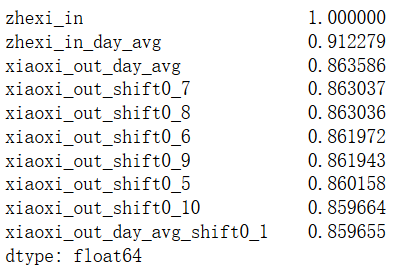 zhexi_in 1.000000
zhexi_in_day_avg 0.912279
xiaoxi_out_day_avg 0.863586
xiaoxi_out_shift0_7 0.863037
xiaoxi_out_shift0_8 0.863036
xiaoxi_out_shift0_6 0.861972
xiaoxi_out_shift0_9 0.861943
xiaoxi_out_shift0_5 0.860158
xiaoxi_out_shift0_10 0.859664
xiaoxi_out_day_avg_shift0_1 0.859655
dtype: float64